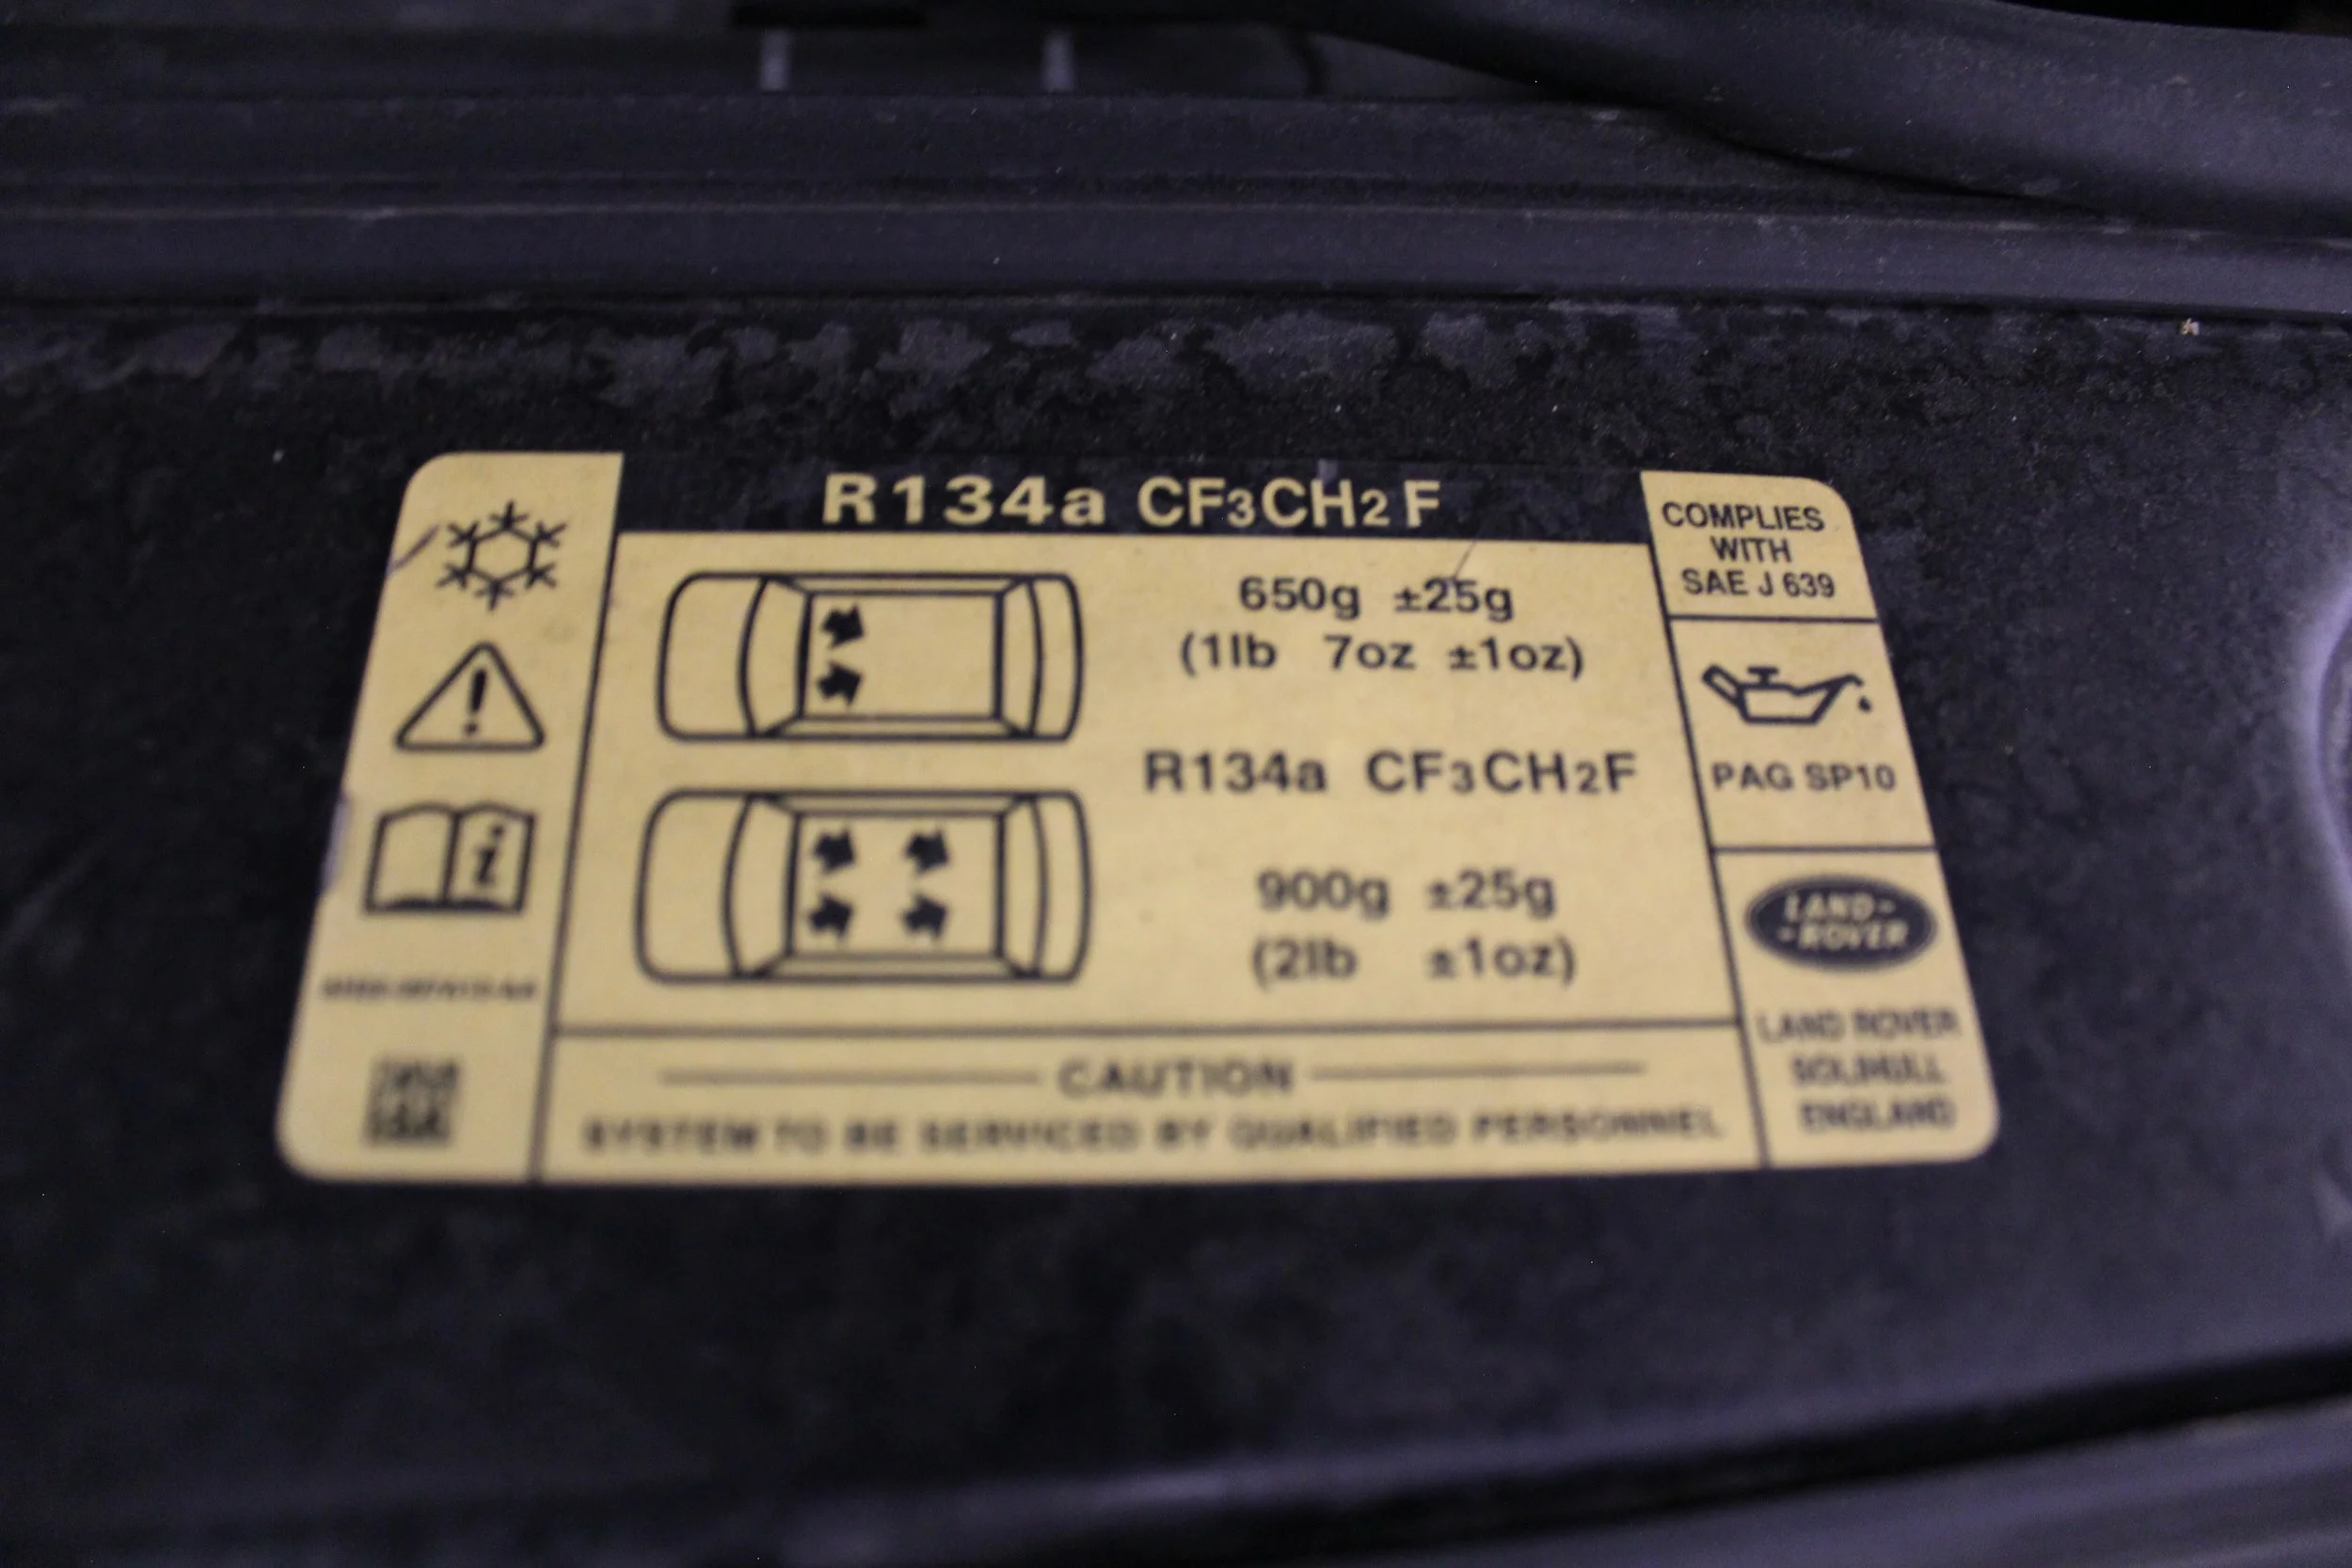 R134a CF3CH2F
650g ±25g
(1lb 7oz ±1oz)
R134a CF3CH2F
900g ±25g
(2lb ±1oz)
CAUTION
SYSTEM TO BE SERVICED BY QUALIFIED PERSONNEL
COMPLIES
WITH
SAE J 639
PAG SP10
LAND-
-ROVER
LAND ROVER
SOLIHULL
ENGLAND